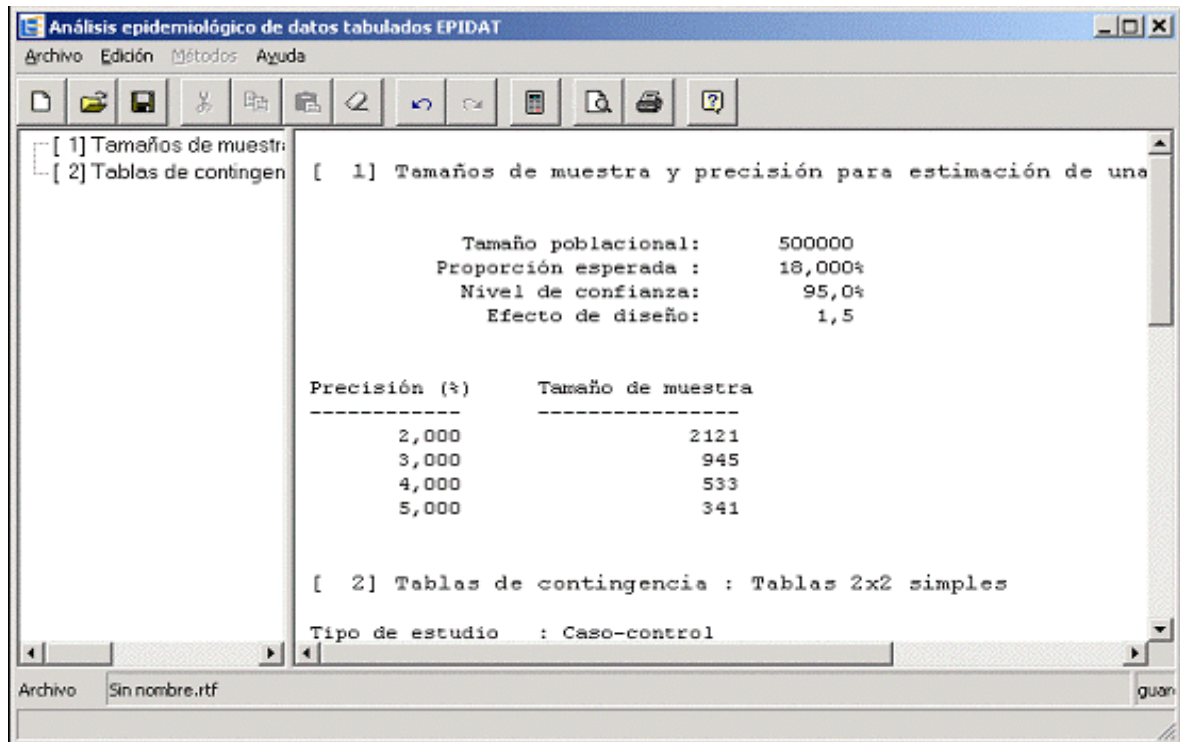 Análisis epidemiológico de datos tabulados EPIDAT
Archivo Edición Métodos Ayuda
[ 1] Tamaños de muestr
[ 2] Tablas de contingen
[ 1] Tamaños de muestra y precisión para estimación de una
Tamaño poblacional: 500000
Proporción esperada : 18,000%
Nivel de confianza: 95,0%
Efecto de diseño: 1,5
Precisión (%) Tamaño de muestra
------------ ----------------
2,000 2121
3,000 945
4,000 533
5,000 341
[ 2] Tablas de contingencia : Tablas 2x2 simples
Tipo de estudio : Caso-control
Archivo Sin nombre.rtf guar